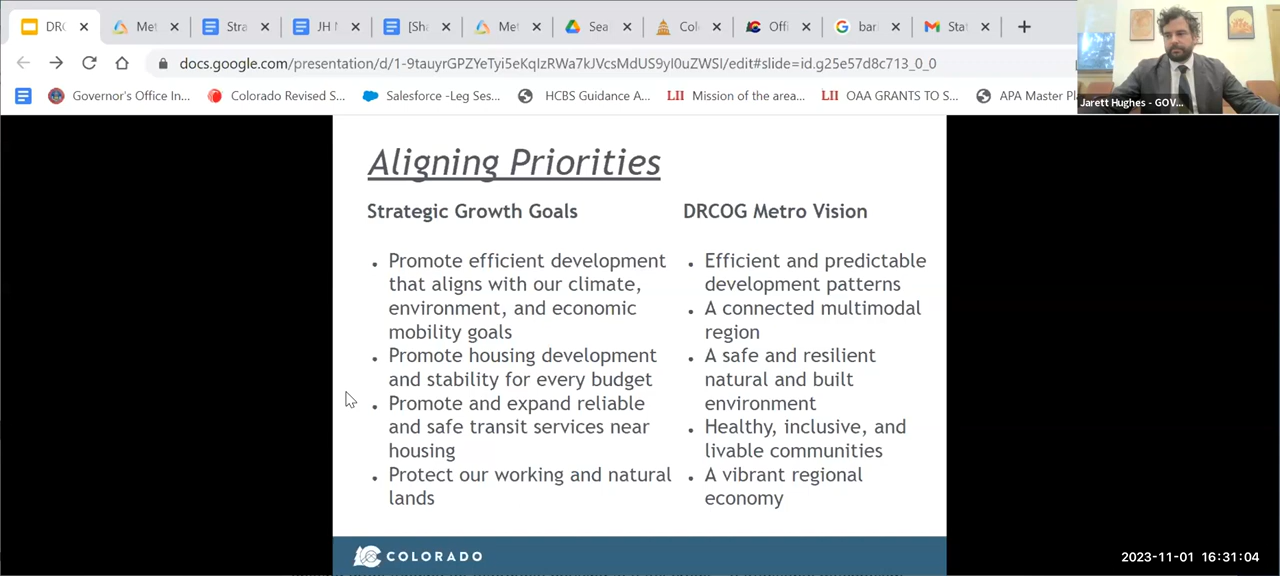 DRC
Met
Stra
JH
[Sha
Met
Sea
Col
Offi
bar
Stat
docs.google.com/presentation/d/1-9tauyrGPZYeTyi5eKqIzRWa7kJVcsMdUS9yI0uZWSI/edit#slide=id.g25e57d8c713_0_0
Governor's Office In...
Colorado Revised S...
Salesforce -Leg Ses...
HCBS Guidance A...
LII Mission of the area...
LII OAA GRANTS TO S...
APA Master Pl
Jarett Hughes - GOV...
Aligning Priorities
Strategic Growth Goals
Promote efficient development
that aligns with our climate,
environment, and economic
mobility goals
Promote housing development
and stability for every budget
Promote and expand reliable
and safe transit services near
housing
Protect our working and natural
lands
DRCOG Metro Vision
Efficient and predictable
development patterns
A connected multimodal
region
A safe and resilient
natural and built
environment
Healthy, inclusive, and
livable communities
A vibrant regional
economy
COLORADO
2023-11-01 16:31:04